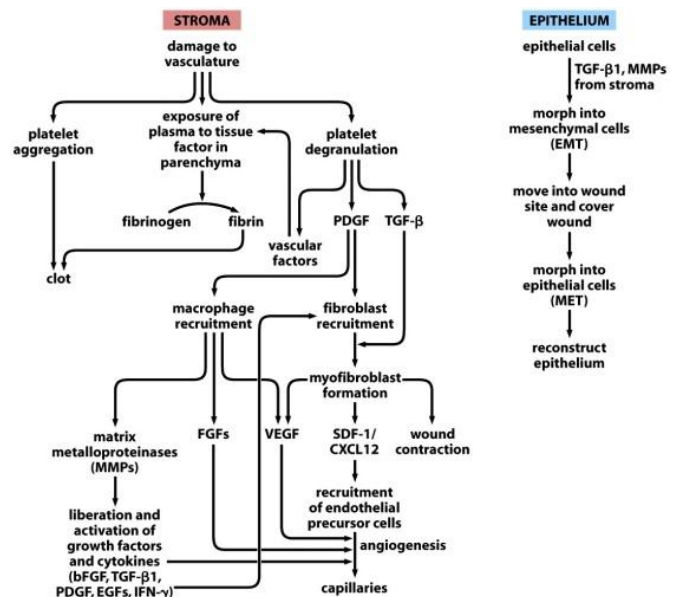 STROMA
damage to
vasculature
platelet
aggregation
exposure of
plasma to tissue
factor in
parenchyma
platelet
degranulation
fibrinogen
fibrin
vascular
factors
PDGF
TGF-β
clot
macrophage
recruitment
fibroblast
recruitment
myofibroblast
formation
matrix
metalloproteinases
(MMPs)
FGFs
VEGF
SDF-1/
CXCL12
wound
contraction
recruitment
of endothelial
precursor cells
liberation and
activation of
growth factors
and cytokines
(bFGF, TGF-β1,
PDGF, EGFs, IFN-γ)
angiogenesis
capillaries
EPITHELIUM
epithelial cells
TGF-β1, MMPs
from stroma
morph into
mesenchymal cells
(EMT)
move into wound
site and cover
wound
morph into
epithelial cells
(MET)
reconstruct
epithelium